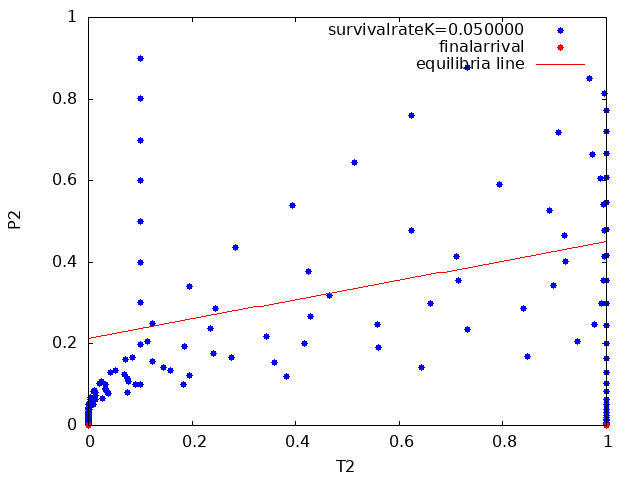 survivalrateK=0.050000
finalarrival
equilibria line
1
0.8
0.6
0.4
0.2
0
P2
0 0.2 0.4 0.6 0.8 1
T2